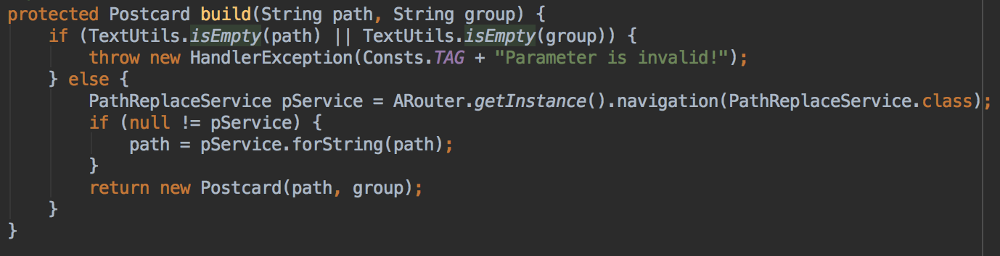 protected Postcard build(String path, String group) {
    if (TextUtils.isEmpty(path) || TextUtils.isEmpty(group)) {
        throw new HandlerException(Consts.TAG + "Parameter is invalid!");
    } else {
        PathReplaceService pService = ARouter.getInstance().navigation(PathReplaceService.class);
        if (null != pService) {
            path = pService.forString(path);
        }
        return new Postcard(path, group);
    }
}